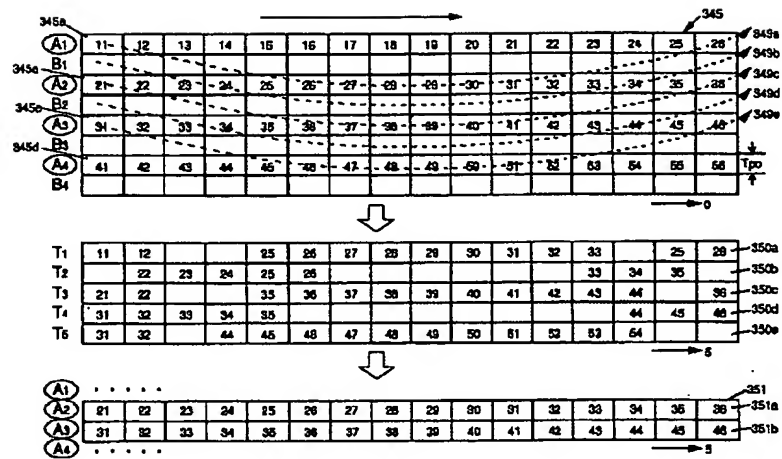 345a 345
A1 11 12 13 14 15 16 17 18 19 20 21 22 23 24 25 26 349a
B1 349b
A2 21 22 23 24 25 26 27 28 29 30 31 32 33 34 35 36 349c
B2 349d
A3 31 32 33 34 35 36 37 38 39 40 41 42 43 44 45 46 349e
345d B3
A4 41 42 43 44 45 46 47 48 49 50 51 52 53 54 55 56 Tpo
B4
0
T1 11 12 25 26 27 28 29 30 31 32 33 25 26 350a
T2 22 23 24 25 26 33 34 35 350b
T3 21 22 35 36 37 38 39 40 41 42 43 44 36 350c
T4 31 32 33 34 35 44 45 46 350d
T5 31 32 44 45 46 47 48 49 50 51 52 53 54 350e
5
A1 . . . . . 351
A2 21 22 23 24 25 26 27 28 29 30 31 32 33 34 35 36 351a
A3 31 32 33 34 35 36 37 38 39 40 41 42 43 44 45 46 351b
A4 . . . . . 5